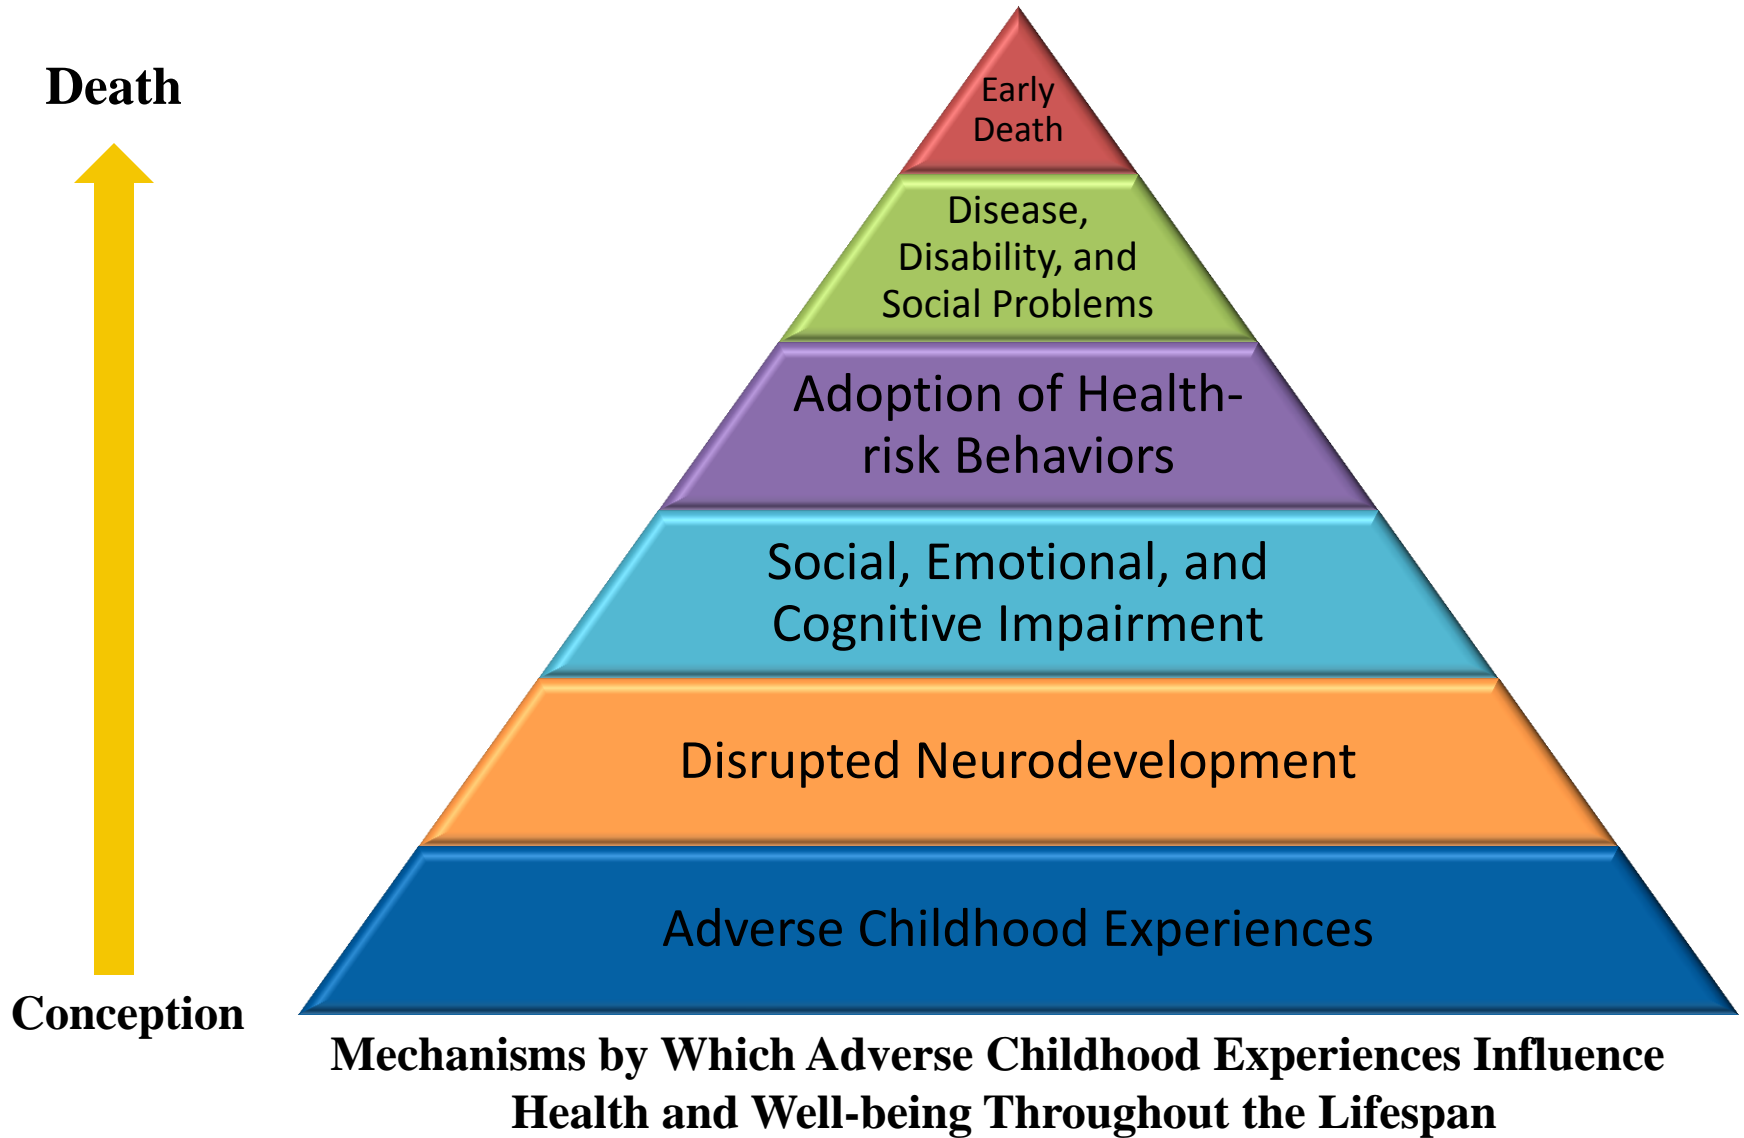 Death
Early
Death
Disease,
Disability, and
Social Problems
Adoption of Health-
risk Behaviors
Social, Emotional, and
Cognitive Impairment
Disrupted Neurodevelopment
Adverse Childhood Experiences
Conception
Mechanisms by Which Adverse Childhood Experiences Influence
Health and Well-being Throughout the Lifespan